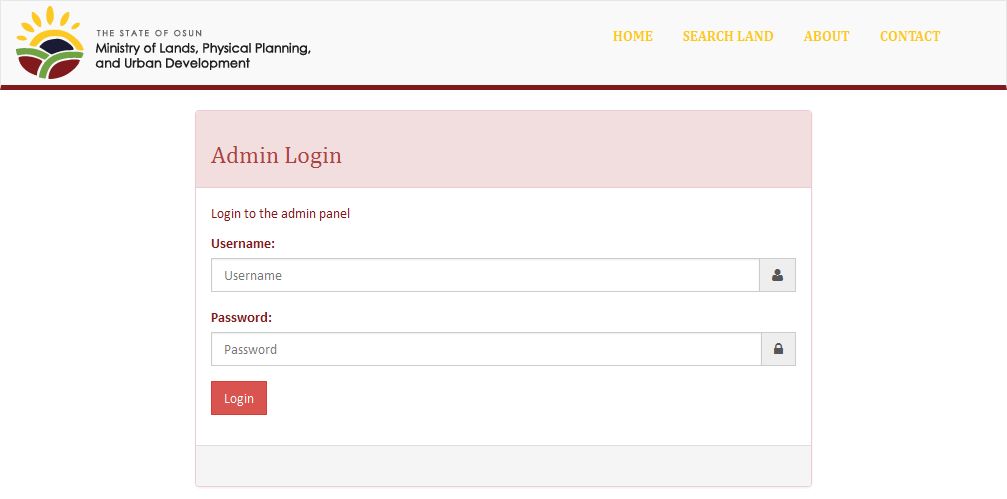 THE STATE OF OSUN
Ministry of Lands, Physical Planning,
and Urban Development
HOME SEARCH LAND ABOUT CONTACT
Admin Login
Login to the admin panel
Username:
Username
Password:
Password
Login